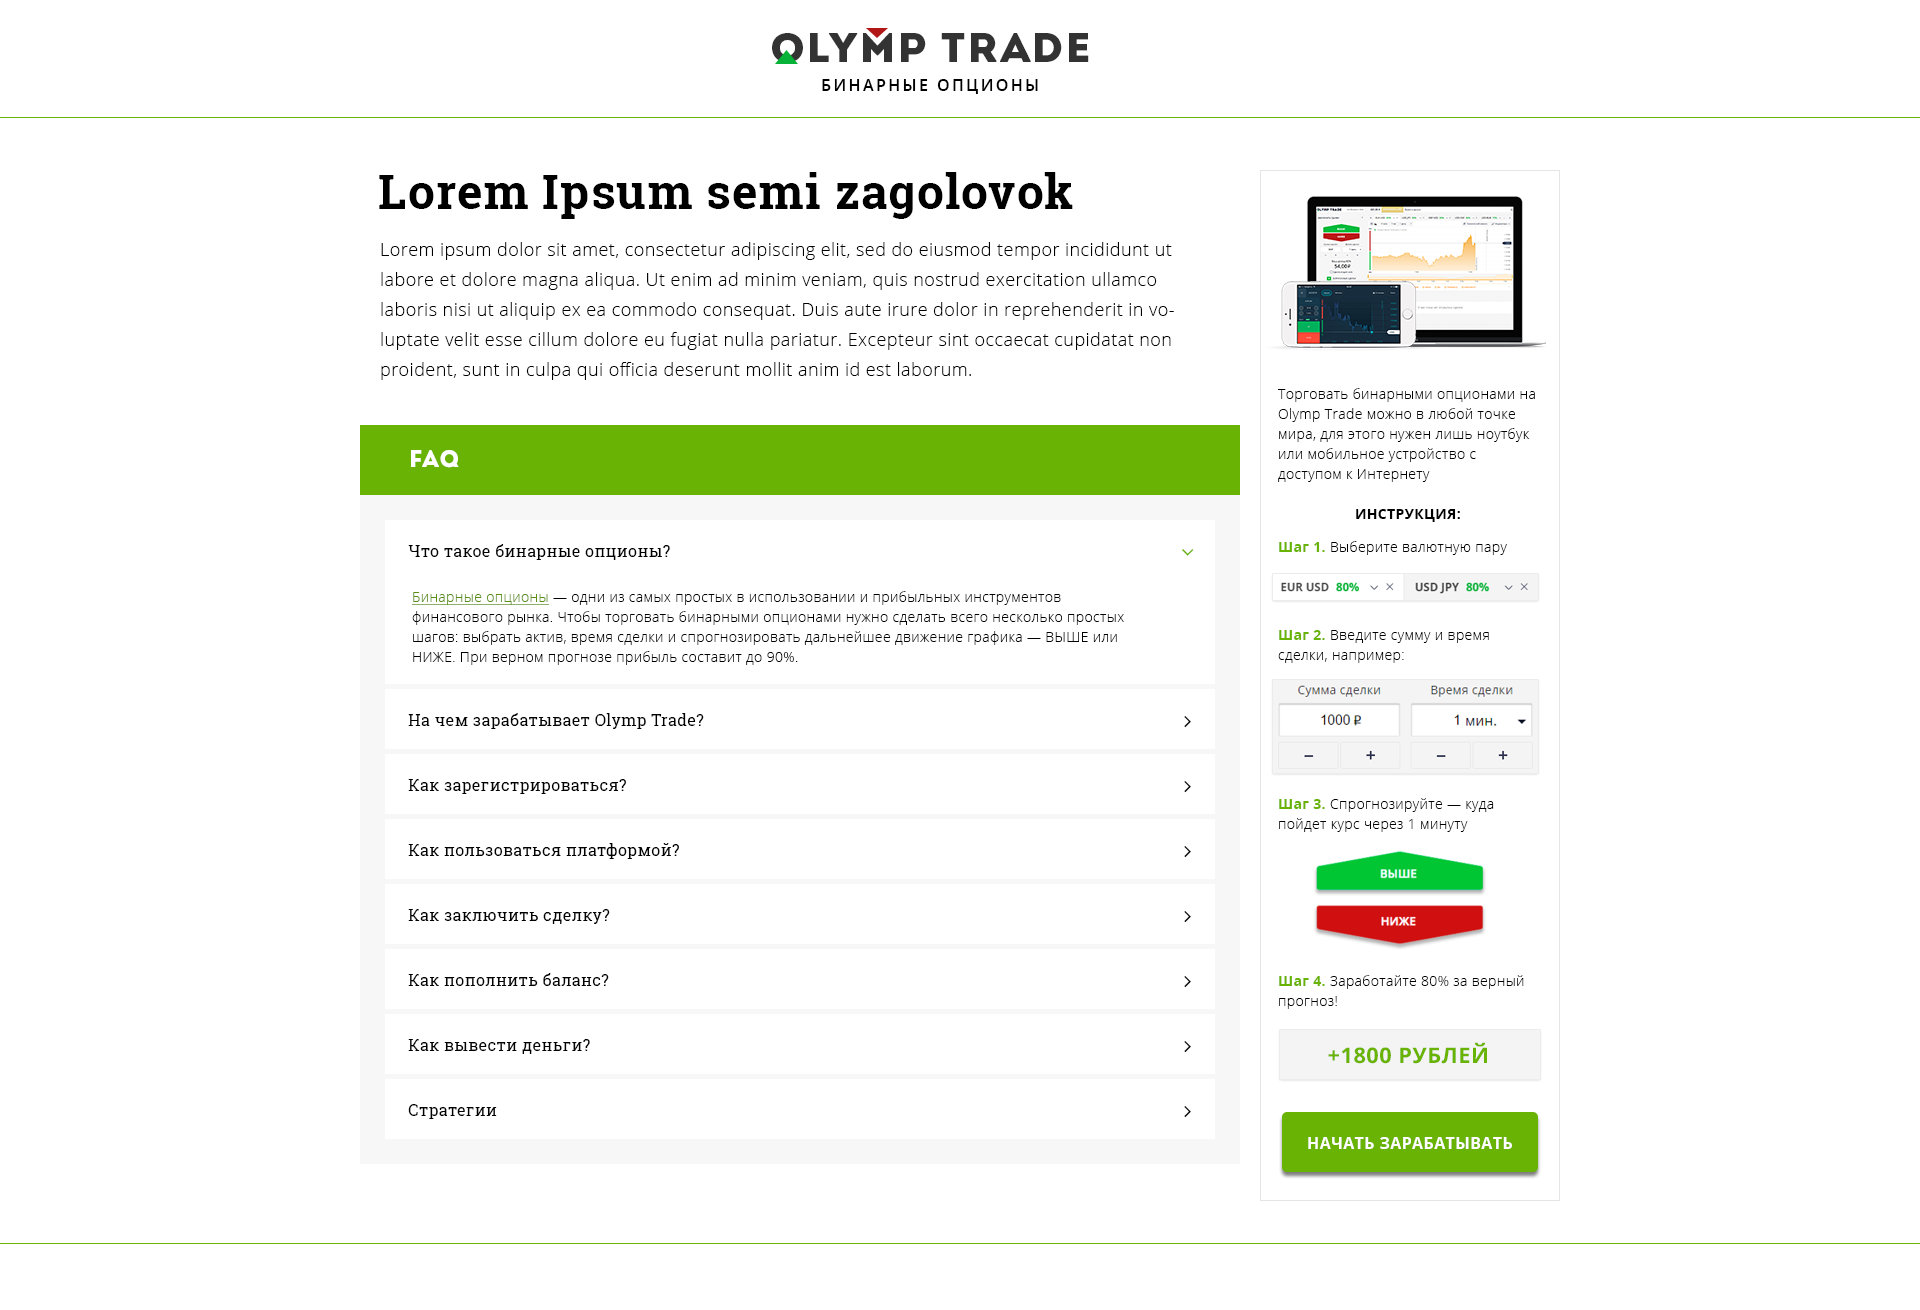 OLYMP TRADE
БИНАРНЫЕ ОПЦИОНЫ
Lorem Ipsum semi zagolovok
Lorem ipsum dolor sit amet, consectetur adipiscing elit, sed do eiusmod tempor incididunt ut
labore et dolore magna aliqua. Ut enim ad minim veniam, quis nostrud exercitation ullamco
laboris nisi ut aliquip ex ea commodo consequat. Duis aute irure dolor in reprehenderit in vo-
luptate velit esse cillum dolore eu fugiat nulla pariatur. Excepteur sint occaecat cupidatat non
proident, sunt in culpa qui officia deserunt mollit anim id est laborum.
FAQ
Что такое бинарные опционы?
Бинарные опционы — одни из самых простых в использовании и прибыльных инструментов
финансового рынка. Чтобы торговать бинарными опционами нужно сделать всего несколько простых
шагов: выбрать актив, время сделки и спрогнозировать дальнейшее движение графика — ВЫШЕ или
НИЖЕ. При верном прогнозе прибыль составит до 90%.
На чем зарабатывает Olymp Trade?
Как зарегистрироваться?
Как пользоваться платформой?
Как заключить сделку?
Как пополнить баланс?
Как вывести деньги?
Стратегии
OLYMP TRADE
Торговать бинарными опционами на
Olymp Trade можно в любой точке
мира, для этого нужен лишь ноутбук
или мобильное устройство с
доступом к Интернету
ИНСТРУКЦИЯ:
Шаг 1. Выберите валютную пару
EUR USD 80% USD JPY 80%
Шаг 2. Введите сумму и время
сделки, например:
Сумма сделки Время сделки
1000 ₽ 1 мин.
− + − +
Шаг 3. Спрогнозируйте — куда
пойдет курс через 1 минуту
ВЫШЕ
НИЖЕ
Шаг 4. Заработайте 80% за верный
прогноз!
+1800 РУБЛЕЙ
НАЧАТЬ ЗАРАБАТЫВАТЬ